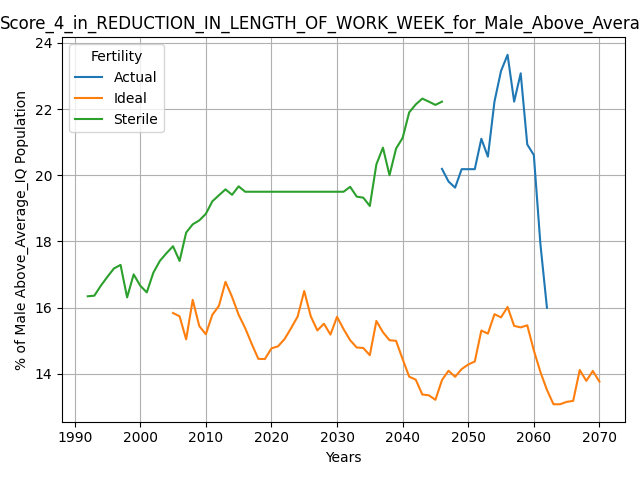 Score_4_in_REDUCTION_IN_LENGTH_OF_WORK_WEEK_for_Male_Above_Avera
24
22
20
18
16
14
% of Male Above_Average_IQ Population
Fertility
Actual
Ideal
Sterile
1990 2000 2010 2020 2030 2040 2050 2060 2070
Years